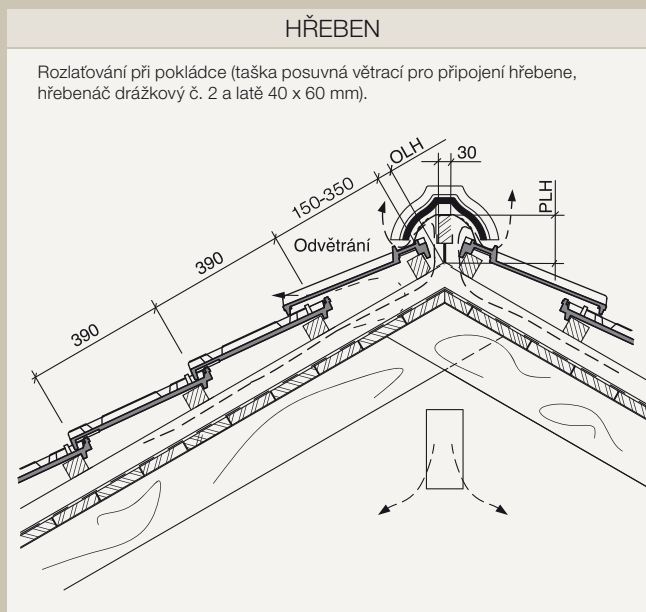 HŘEBEN
Rozlaťování při pokládce (taška posuvná větrací pro připojení hřebene,
hřebenáč drážkový č. 2 a latě 40 x 60 mm).
OLH
30
150-350
PLH
Odvětrání
390
390